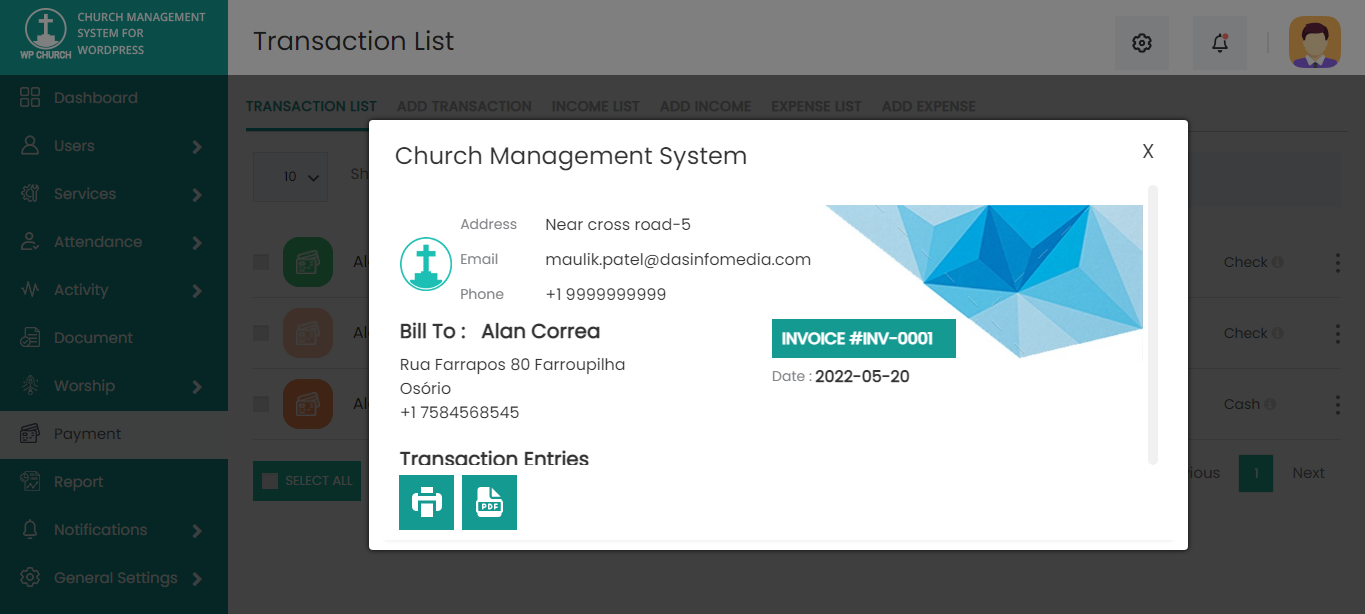 CHURCH MANAGEMENT
SYSTEM FOR
WORDPRESS
WP CHURCH
Transaction List
Dashboard
Users
Services
Attendance
Activity
Document
Worship
Payment
Report
Notifications
General Settings
TRANSACTION LIST ADD TRANSACTION INCOME LIST ADD INCOME EXPENSE LIST ADD EXPENSE
10 Sh
Al Check
Al Check
Al Cash
SELECT ALL
ious 1 Next
Church Management System X
Address Near cross road-5
Email maulik.patel@dasinfomedia.com
Phone +1 9999999999
Bill To : Alan Correa
INVOICE #INV-0001
Rua Farrapos 80 Farroupilha
Date : 2022-05-20
Osório
+1 7584568545
Transaction Entries
PDF